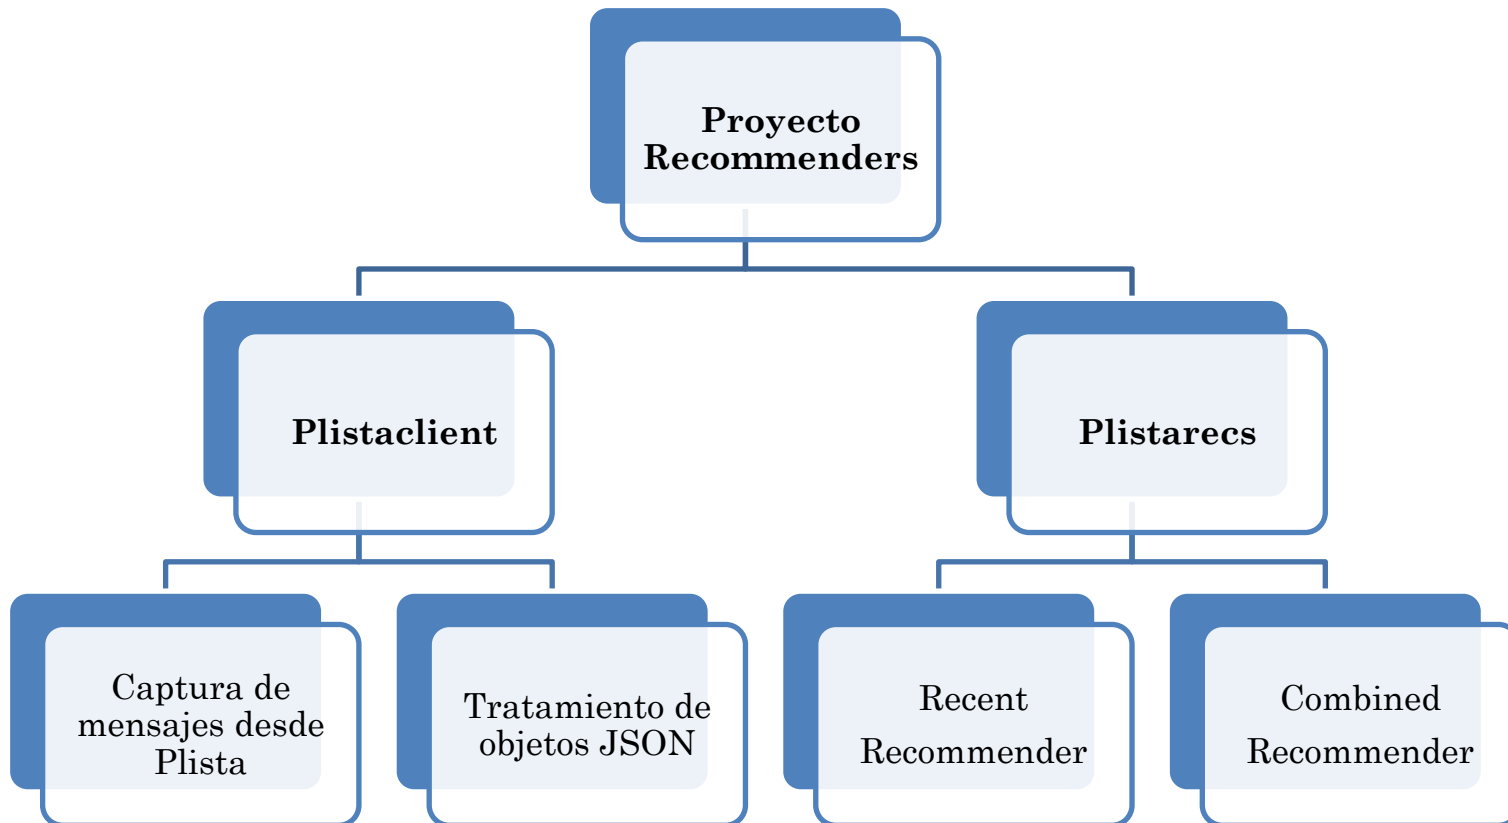 Proyecto
Recommenders
Plistaclient
Plistarecs
Captura de
mensajes desde
Plista
Tratamiento de
objetos JSON
Recent
Recommender
Combined
Recommender